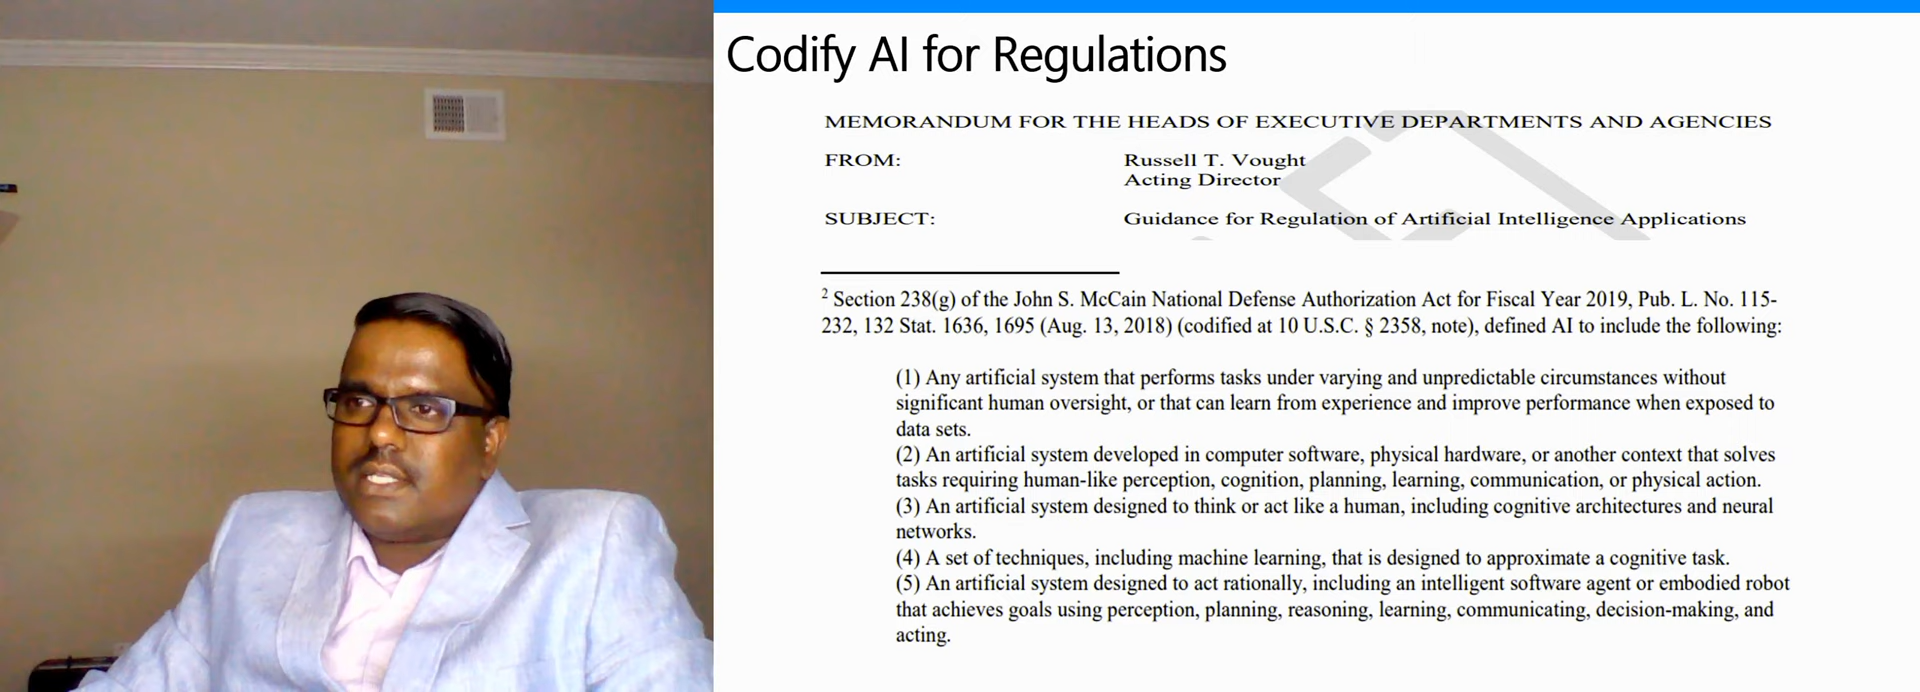 Codify AI for Regulations
MEMORANDUM FOR THE HEADS OF EXECUTIVE DEPARTMENTS AND AGENCIES
FROM: Russell T. Vought
Acting Director
SUBJECT: Guidance for Regulation of Artificial Intelligence Applications
2 Section 238(g) of the John S. McCain National Defense Authorization Act for Fiscal Year 2019, Pub. L. No. 115-
232, 132 Stat. 1636, 1695 (Aug. 13, 2018) (codified at 10 U.S.C. § 2358, note), defined AI to include the following:
(1) Any artificial system that performs tasks under varying and unpredictable circumstances without
significant human oversight, or that can learn from experience and improve performance when exposed to
data sets.
(2) An artificial system developed in computer software, physical hardware, or another context that solves
tasks requiring human-like perception, cognition, planning, learning, communication, or physical action.
(3) An artificial system designed to think or act like a human, including cognitive architectures and neural
networks.
(4) A set of techniques, including machine learning, that is designed to approximate a cognitive task.
(5) An artificial system designed to act rationally, including an intelligent software agent or embodied robot
that achieves goals using perception, planning, reasoning, learning, communicating, decision-making, and
acting.